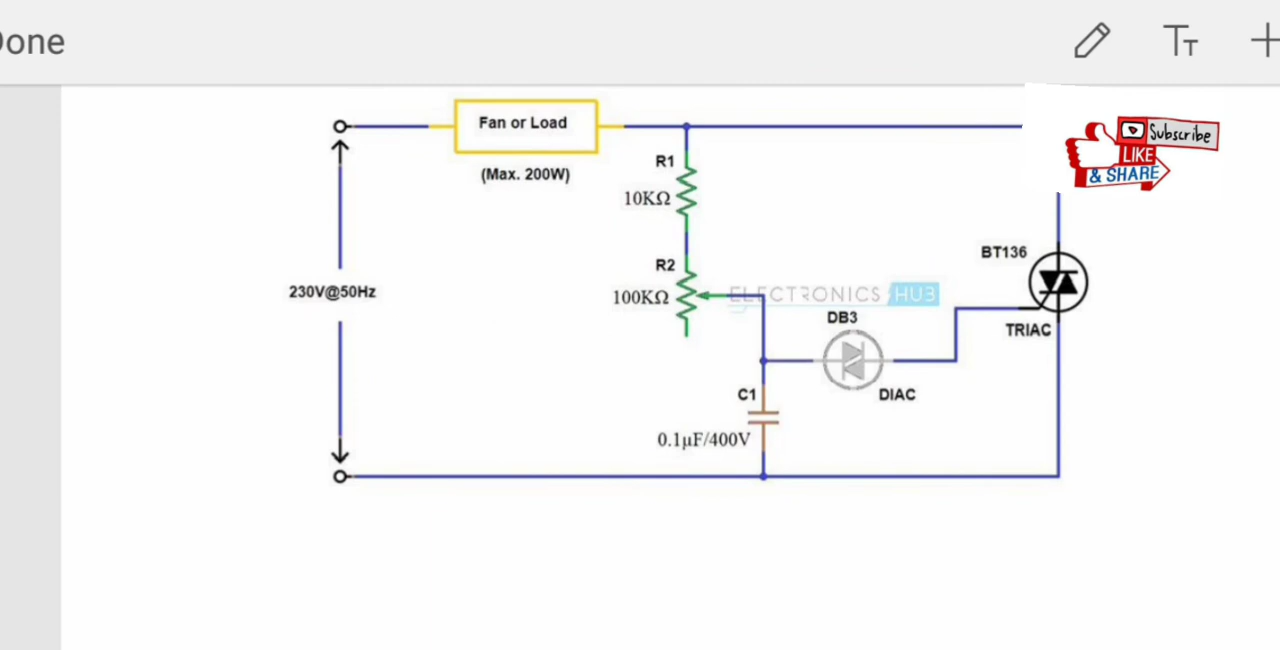 Done
Fan or Load
(Max. 200W)
Subscribe
LIKE
& SHARE
R1
10KΩ
BT136
R2
100KΩ
230V@50Hz
ELECTRONICS HUB
DB3
TRIAC
DIAC
C1
0.1µF/400V